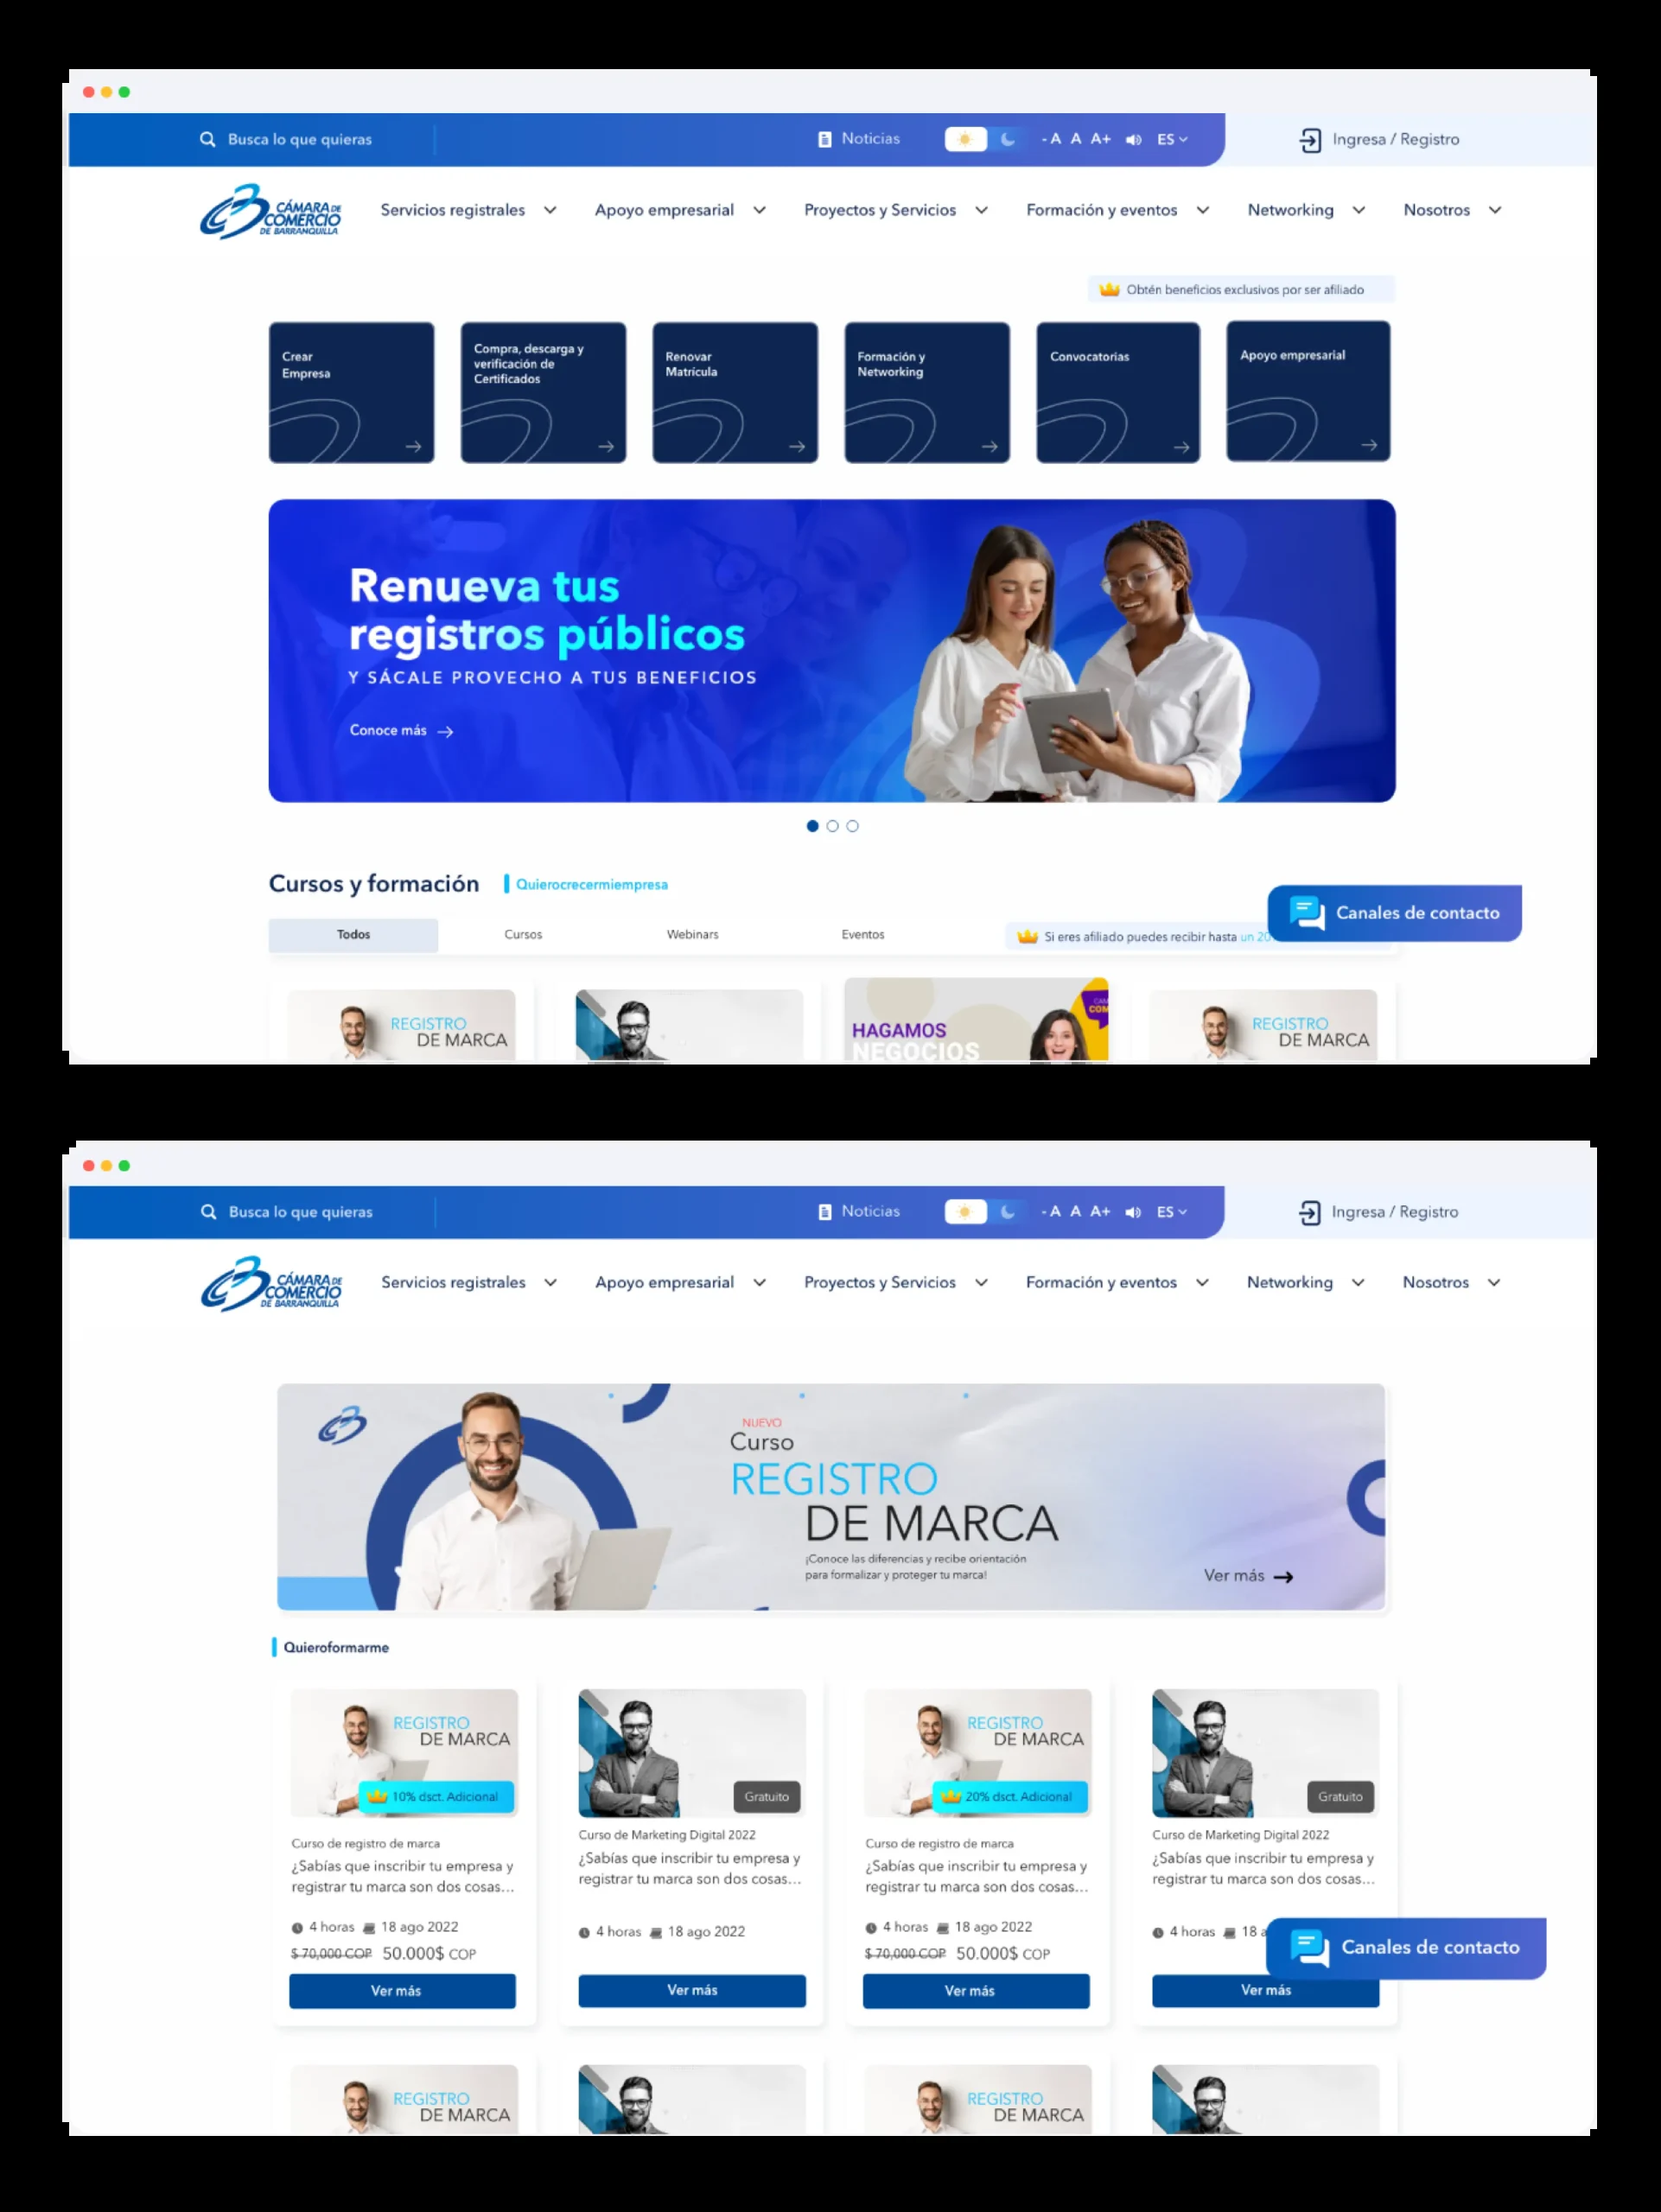 Busca lo que quieras
Noticias
- A A A+
ES
Ingresa / Registro
CÁMARA DE
COMERCIO
DE BARRANQUILLA
Servicios registrales
Apoyo empresarial
Proyectos y Servicios
Formación y eventos
Networking
Nosotros
Obtén beneficios exclusivos por ser afiliado
Crear
Empresa
Compra, descarga y
verificación de
Certificados
Renovar
Matrícula
Formación y
Networking
Convocatorias
Apoyo empresarial
Renueva tus
registros públicos
Y SÁCALE PROVECHO A TUS BENEFICIOS
Conoce más
Cursos y formación
Quierocrecermiempresa
Canales de contacto
Todos
Cursos
Webinars
Eventos
Si eres afiliado puedes recibir hasta un 20
REGISTRO
DE MARCA
HAGAMOS
NEGOCIOS
REGISTRO
DE MARCA
Busca lo que quieras
Noticias
- A A A+
ES
Ingresa / Registro
CÁMARA DE
COMERCIO
DE BARRANQUILLA
Servicios registrales
Apoyo empresarial
Proyectos y Servicios
Formación y eventos
Networking
Nosotros
NUEVO
Curso
REGISTRO
DE MARCA
¡Conoce las diferencias y recibe orientación
para formalizar y proteger tu marca!
Ver más
Quieroformarme
REGISTRO
DE MARCA
10% dsct. Adicional
Curso de registro de marca
¿Sabías que inscribir tu empresa y
registrar tu marca son dos cosas...
4 horas 18 ago 2022
$ 70,000 COP 50.000$ COP
Ver más
Gratuito
Curso de Marketing Digital 2022
¿Sabías que inscribir tu empresa y
registrar tu marca son dos cosas...
4 horas 18 ago 2022
Ver más
REGISTRO
DE MARCA
20% dsct. Adicional
Curso de registro de marca
¿Sabías que inscribir tu empresa y
registrar tu marca son dos cosas...
4 horas 18 ago 2022
$ 70,000 COP 50.000$ COP
Ver más
Gratuito
Curso de Marketing Digital 2022
¿Sabías que inscribir tu empresa y
registrar tu marca son dos cosas...
4 horas 18 a
Canales de contacto
Ver más
REGISTRO
DE MARCA
REGISTRO
DE MARCA